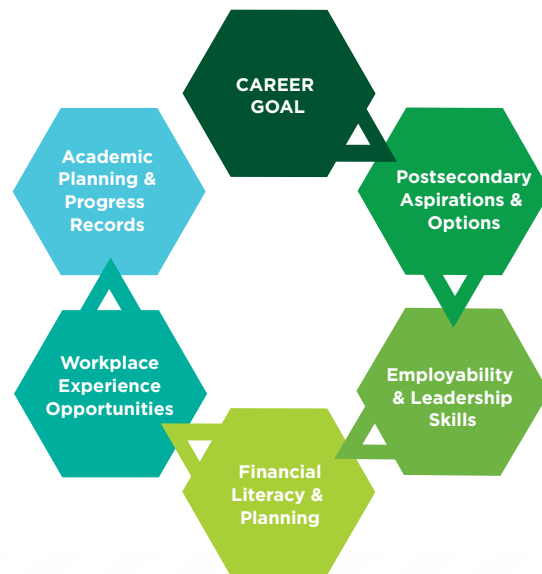 CAREER
GOAL
Postsecondary
Aspirations &
Options
Employability
& Leadership
Skills
Financial
Literacy &
Planning
Workplace
Experience
Opportunities
Academic
Planning &
Progress
Records